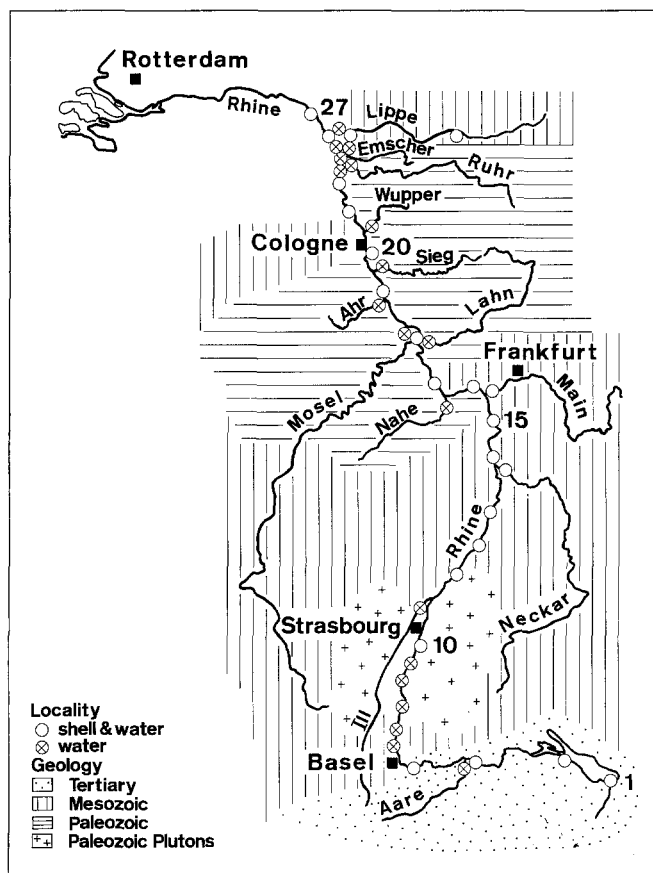 Rotterdam
27
Rhine
Lippe
Emscher
Ruhr
Wupper
Cologne
20
Sieg
Ahr
Lahn
Frankfurt
Mosel
Main
Nahe
15
Rhine
Strasbourg
10
Neckar
Ill
Basel
Aare
1
Locality
shell & water
water
Geology
Tertiary
Mesozoic
Paleozoic
Paleozoic Plutons